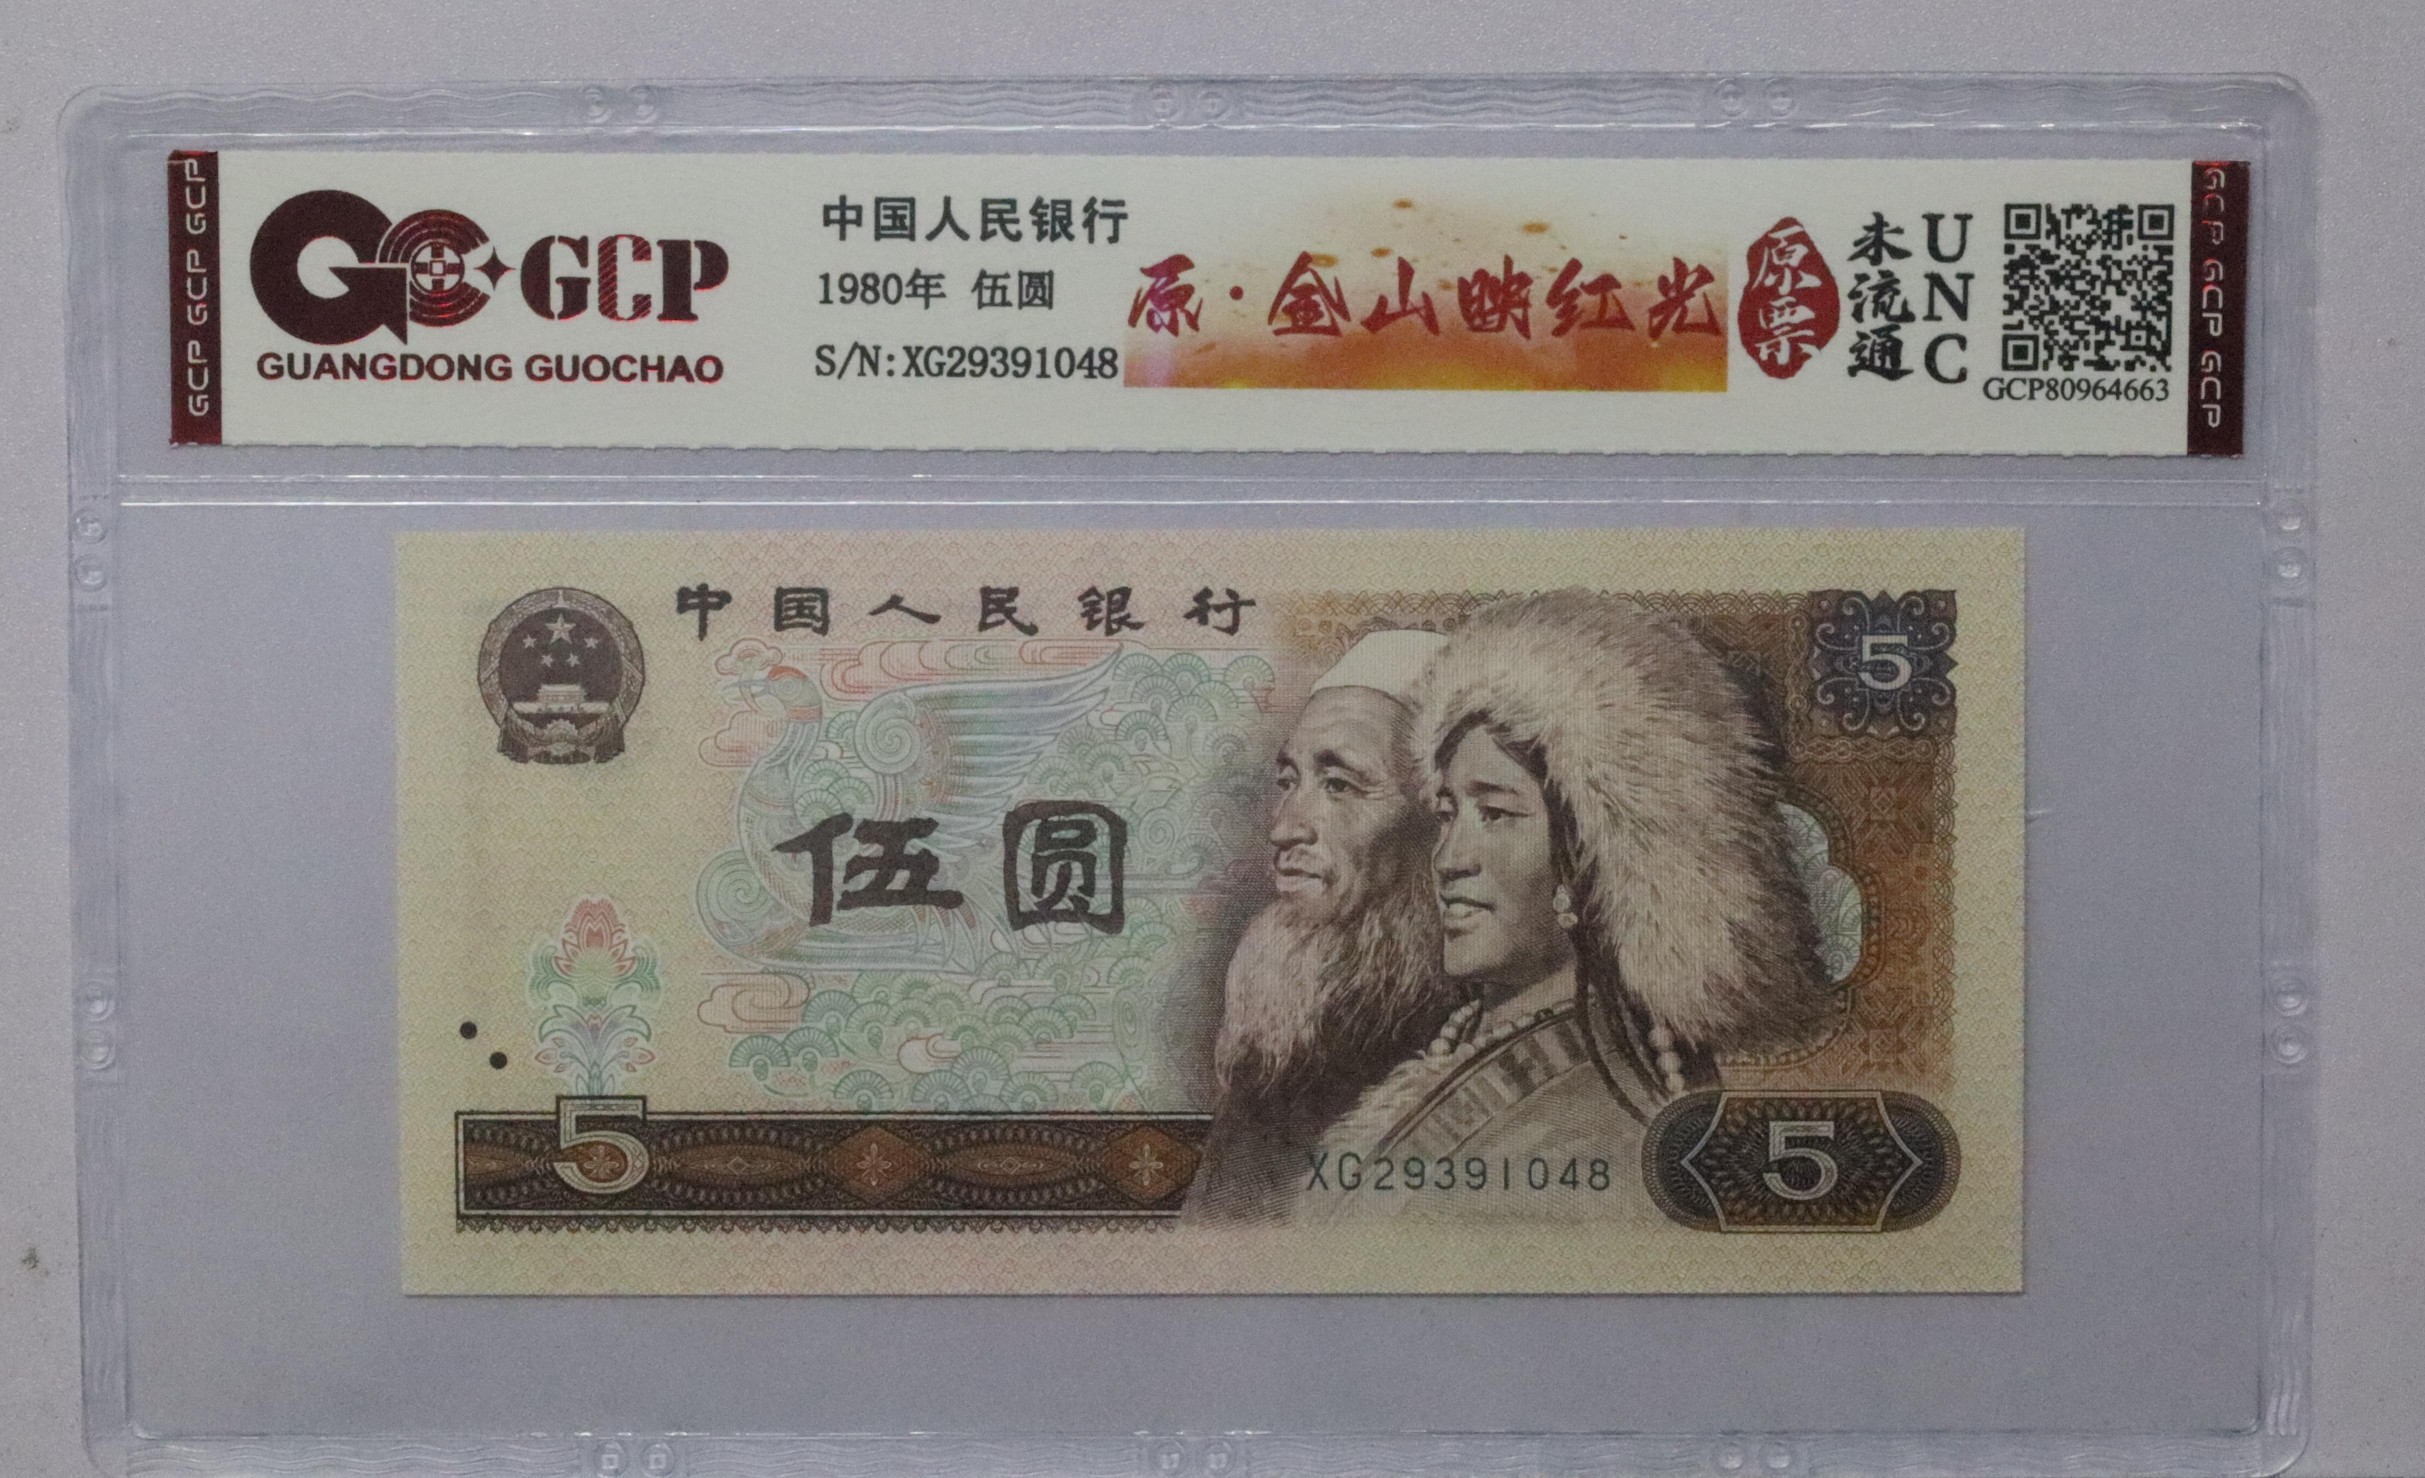 GCP GCP GCP
GCP
GUANGDONG GUOCHAO
中国人民银行
1980年 伍圆
S/N:XG29391048
原·金山映红光
原票
未流通
UNC
GCP80964663
GCP GCP GCP
中国人民银行
5
伍圆
5
XG29391048
5